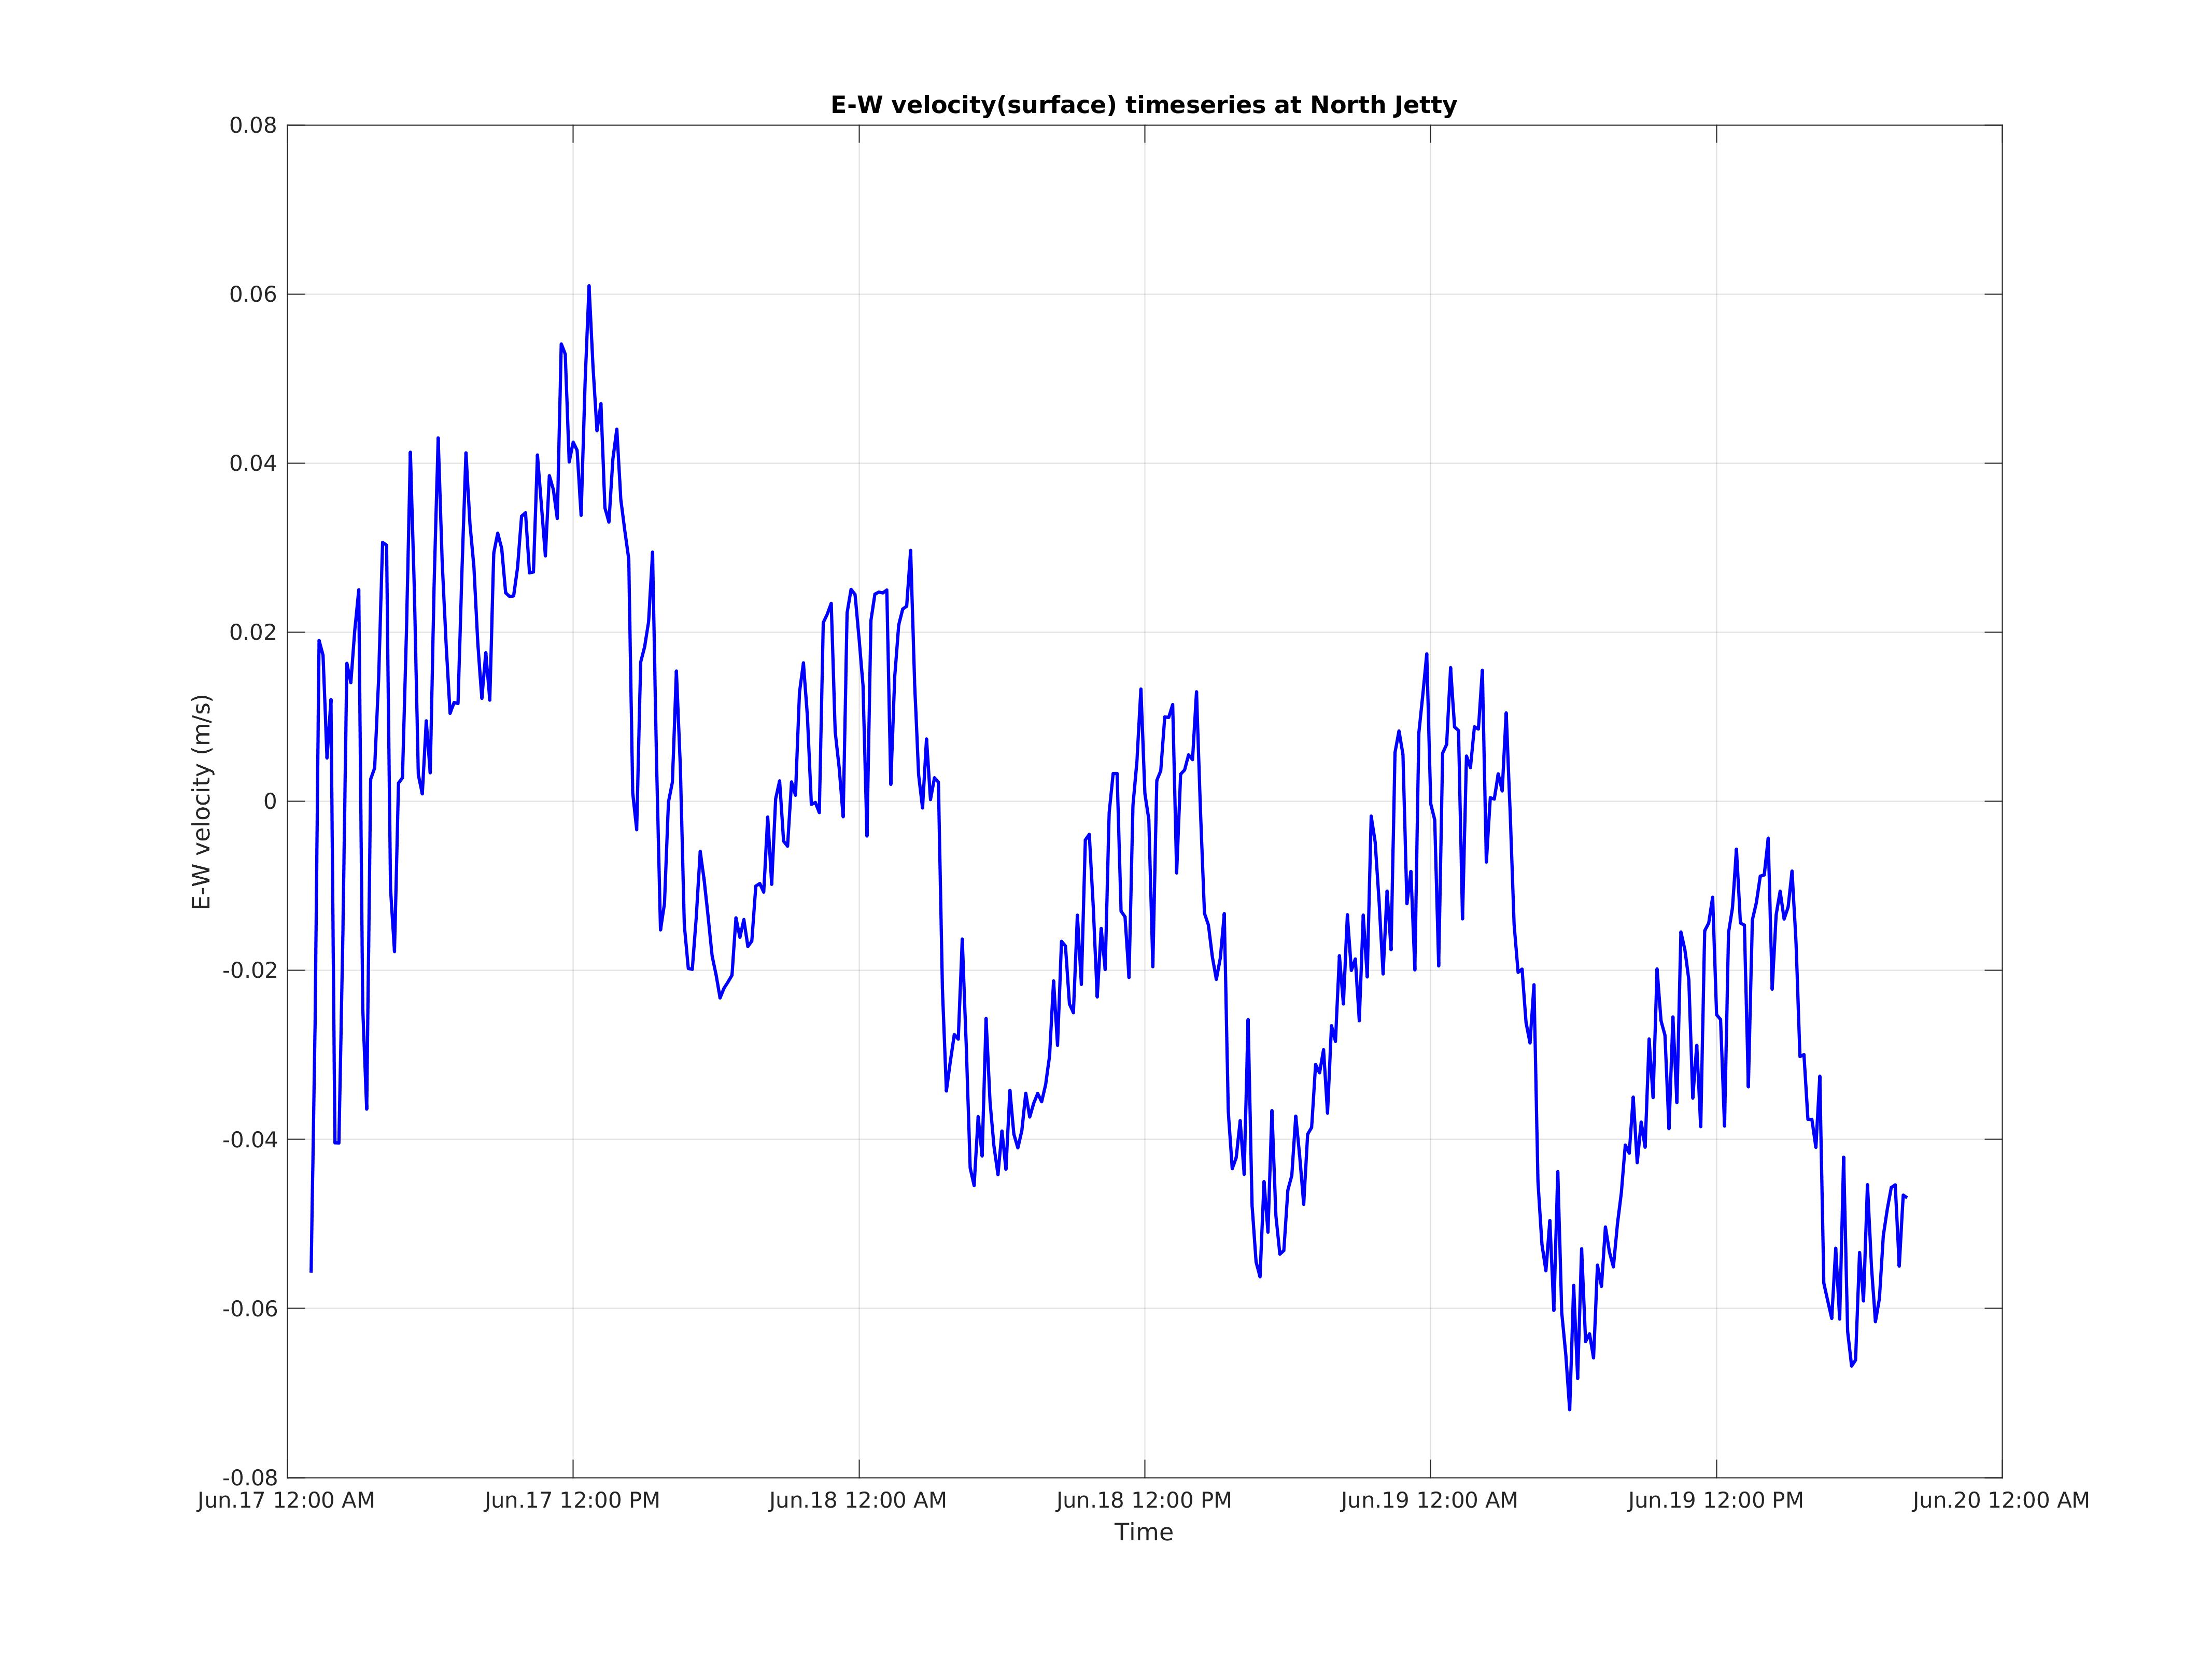 E-W velocity(surface) timeseries at North Jetty
0.08
0.06
0.04
0.02
0
-0.02
-0.04
-0.06
-0.08
E-W velocity (m/s)
Jun.17 12:00 AM
Jun.17 12:00 PM
Jun.18 12:00 AM
Jun.18 12:00 PM
Jun.19 12:00 AM
Jun.19 12:00 PM
Jun.20 12:00 AM
Time